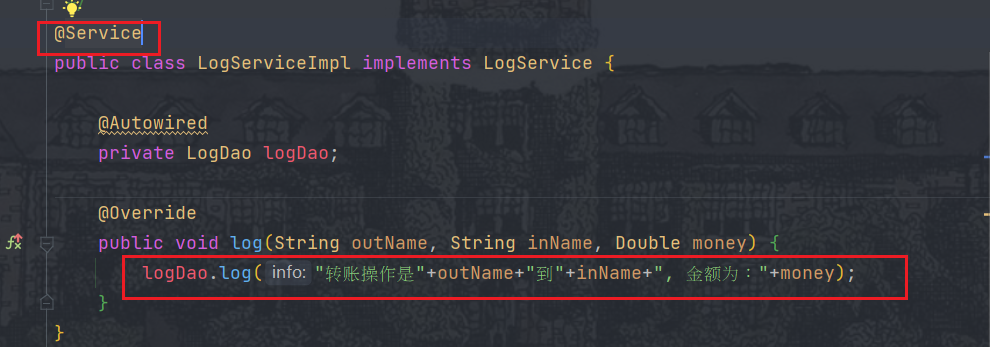 @Service
public class LogServiceImpl implements LogService {
@Autowired
private LogDao logDao;
@Override
public void log(String outName, String inName, Double money) {
logDao.log( info: "转账操作是"+outName+"到"+inName+", 金额为："+money);
}
}